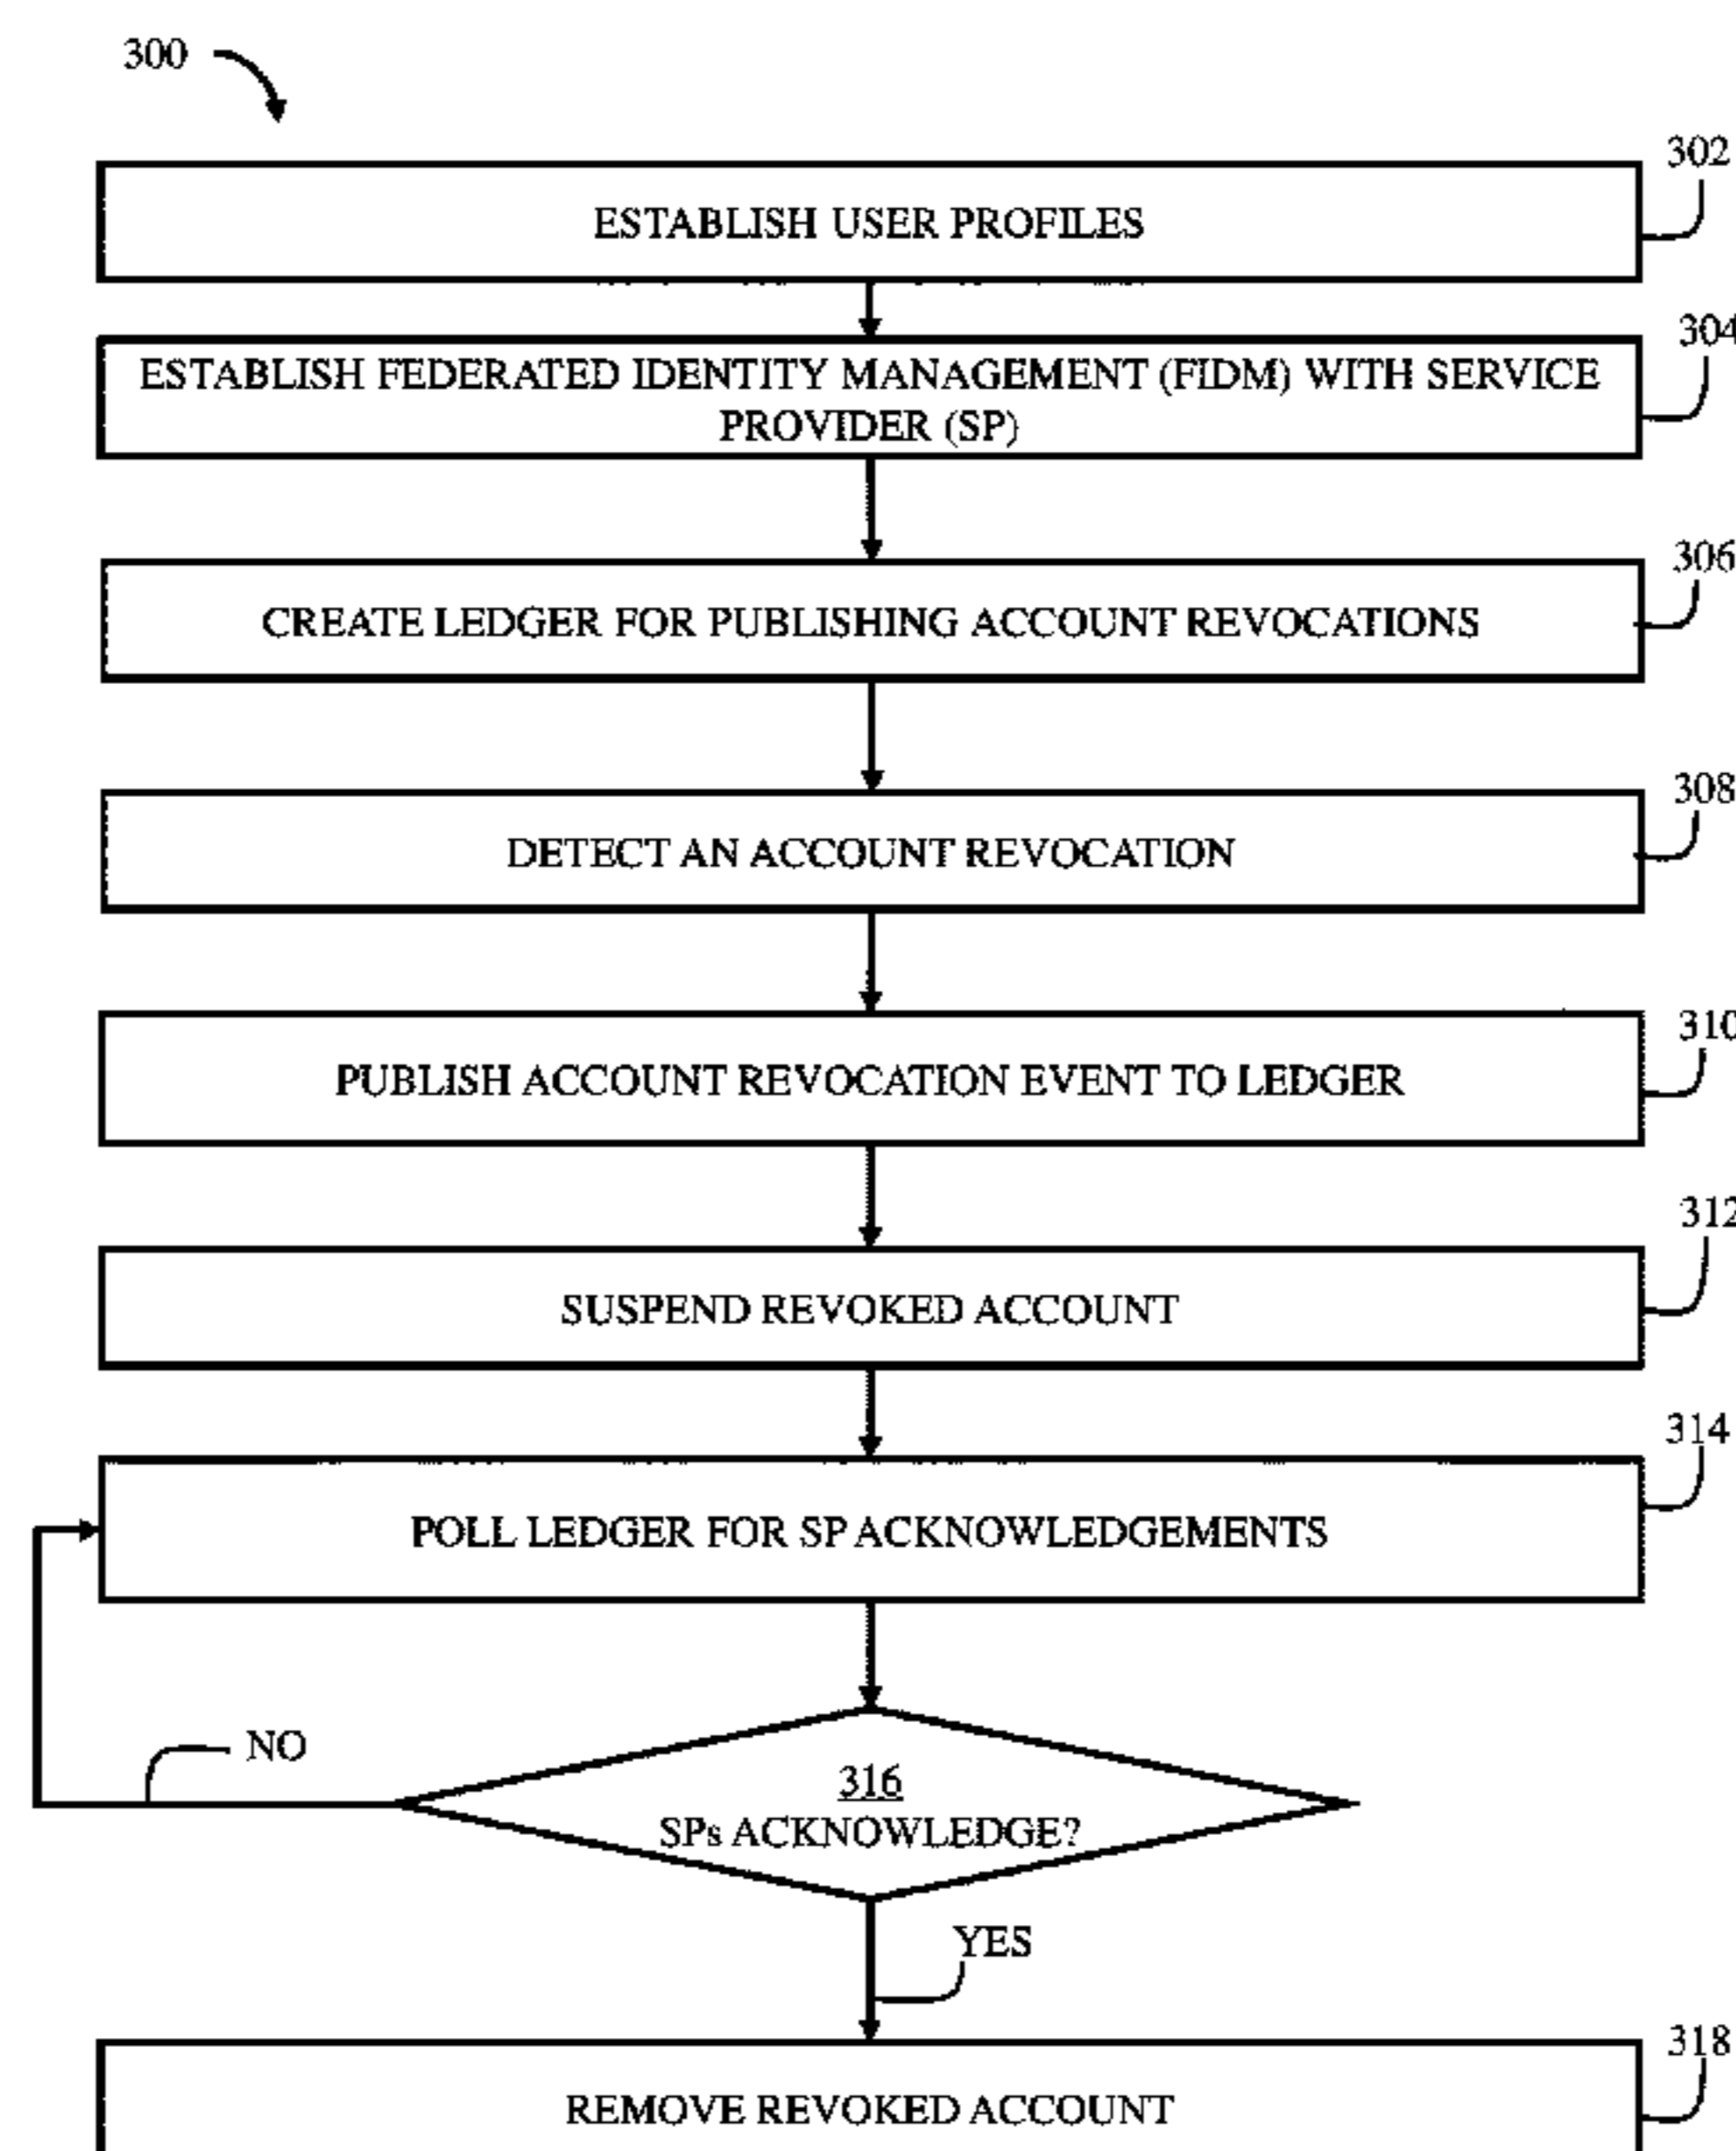 300
302
ESTABLISH USER PROFILES
304
ESTABLISH FEDERATED IDENTITY MANAGEMENT (FIDM) WITH SERVICE
PROVIDER (SP)
306
CREATE LEDGER FOR PUBLISHING ACCOUNT REVOCATIONS
308
DETECT AN ACCOUNT REVOCATION
310
PUBLISH ACCOUNT REVOCATION EVENT TO LEDGER
312
SUSPEND REVOKED ACCOUNT
314
POLL LEDGER FOR SP ACKNOWLEDGEMENTS
NO
316
SPs ACKNOWLEDGE?
YES
318
REMOVE REVOKED ACCOUNT